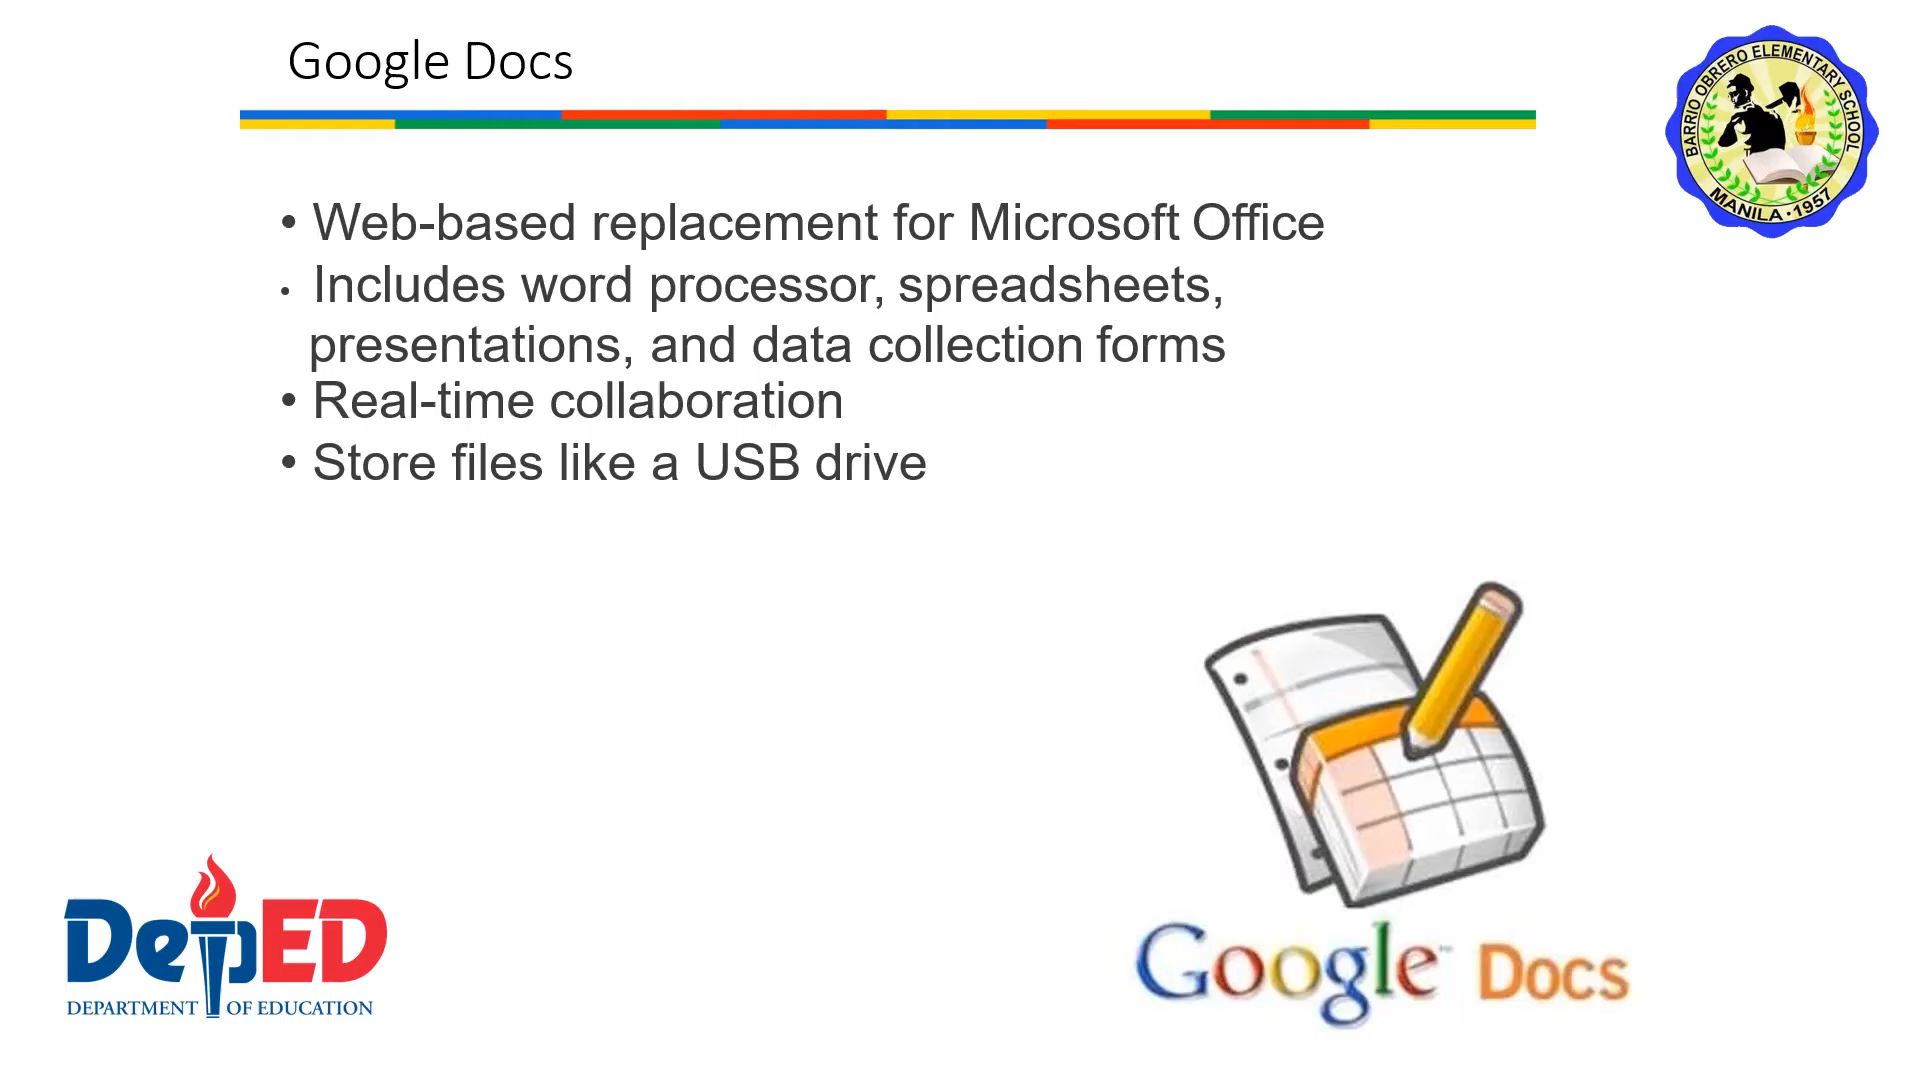 Google Docs
BARRIO OBRERO ELEMENTARY SCHOOL
MANILA • 1957
• Web-based replacement for Microsoft Office
• Includes word processor, spreadsheets,
presentations, and data collection forms
• Real-time collaboration
• Store files like a USB drive
DepED
DEPARTMENT OF EDUCATION
Google™ Docs